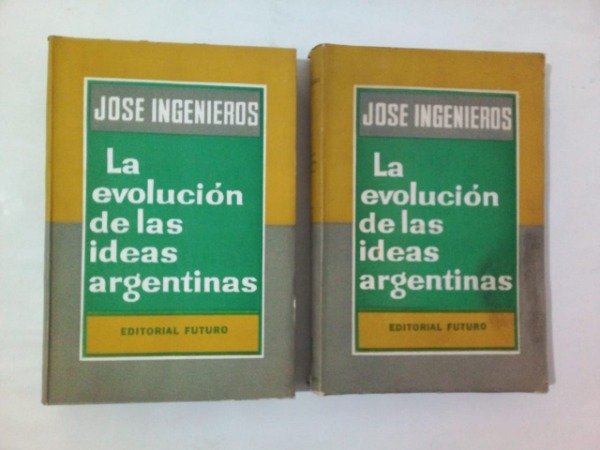 JOSE INGENIEROS
La
evolución
de las
ideas
argentinas
EDITORIAL FUTURO
JOSE INGENIEROS
La
evolución
de las
ideas
argentinas
EDITORIAL FUTURO